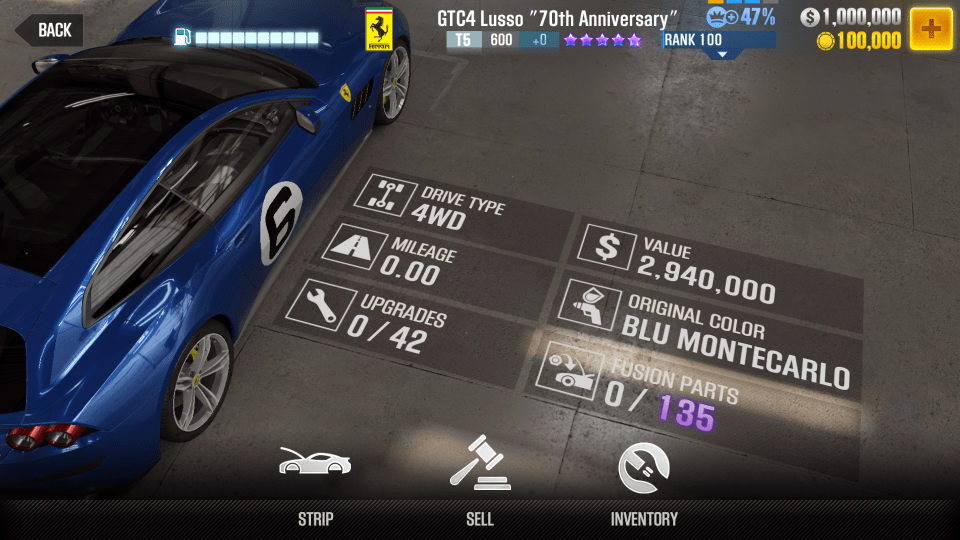 BACK
Ferrari
GTC4 Lusso "70th Anniversary"
T5 600 +0
47%
RANK 100
1,000,000
100,000
6
DRIVE TYPE
4WD
MILEAGE
0.00
UPGRADES
0 / 42
VALUE
2,940,000
ORIGINAL COLOR
BLU MONTECARLO
FUSION PARTS
0 / 135
STRIP
SELL
INVENTORY